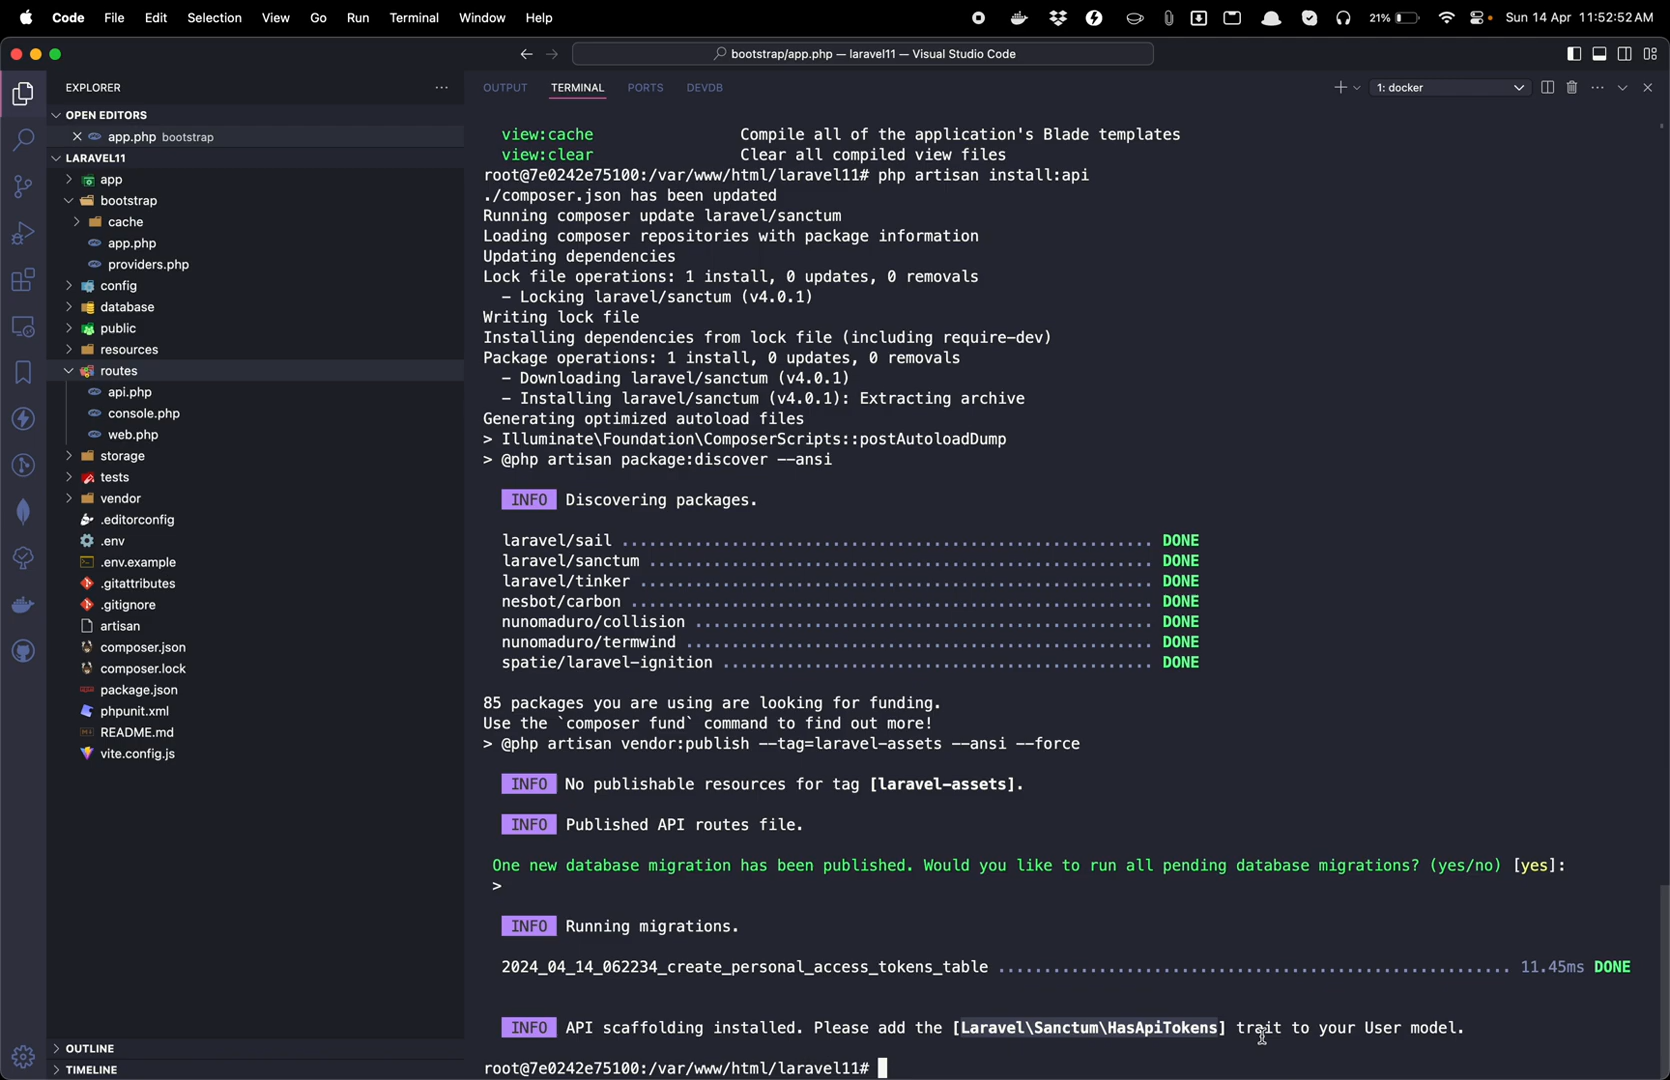 Code File Edit Selection View Go Run Terminal Window Help 21% Sun 14 Apr 11:52:52 AM
bootstrap/app.php — laravel11 — Visual Studio Code
EXPLORER
OPEN EDITORS
app.php bootstrap
LARAVEL11
app
bootstrap
cache
app.php
providers.php
config
database
public
resources
routes
api.php
console.php
web.php
storage
tests
vendor
.editorconfig
.env
.env.example
.gitattributes
.gitignore
artisan
composer.json
composer.lock
package.json
phpunit.xml
README.md
vite.config.js
OUTLINE
TIMELINE
OUTPUT TERMINAL PORTS DEVDB 1: docker
view:cache Compile all of the application's Blade templates
view:clear Clear all compiled view files
root@7e0242e75100:/var/www/html/laravel11# php artisan install:api
./composer.json has been updated
Running composer update laravel/sanctum
Loading composer repositories with package information
Updating dependencies
Lock file operations: 1 install, 0 updates, 0 removals
- Locking laravel/sanctum (v4.0.1)
Writing lock file
Installing dependencies from lock file (including require-dev)
Package operations: 1 install, 0 updates, 0 removals
- Downloading laravel/sanctum (v4.0.1)
- Installing laravel/sanctum (v4.0.1): Extracting archive
Generating optimized autoload files
> Illuminate\Foundation\ComposerScripts::postAutoloadDump
> @php artisan package:discover --ansi
INFO Discovering packages.
laravel/sail ........................................................... DONE
laravel/sanctum ........................................................ DONE
laravel/tinker ......................................................... DONE
nesbot/carbon .......................................................... DONE
nunomaduro/collision ................................................... DONE
nunomaduro/termwind .................................................... DONE
spatie/laravel-ignition ................................................ DONE
85 packages you are using are looking for funding.
Use the `composer fund` command to find out more!
> @php artisan vendor:publish --tag=laravel-assets --ansi --force
INFO No publishable resources for tag [laravel-assets].
INFO Published API routes file.
One new database migration has been published. Would you like to run all pending database migrations? (yes/no) [yes]:
>
INFO Running migrations.
2024_04_14_062234_create_personal_access_tokens_table ........................................................ 11.45ms DONE
INFO API scaffolding installed. Please add the [Laravel\Sanctum\HasApiTokens] trait to your User model.
root@7e0242e75100:/var/www/html/laravel11#